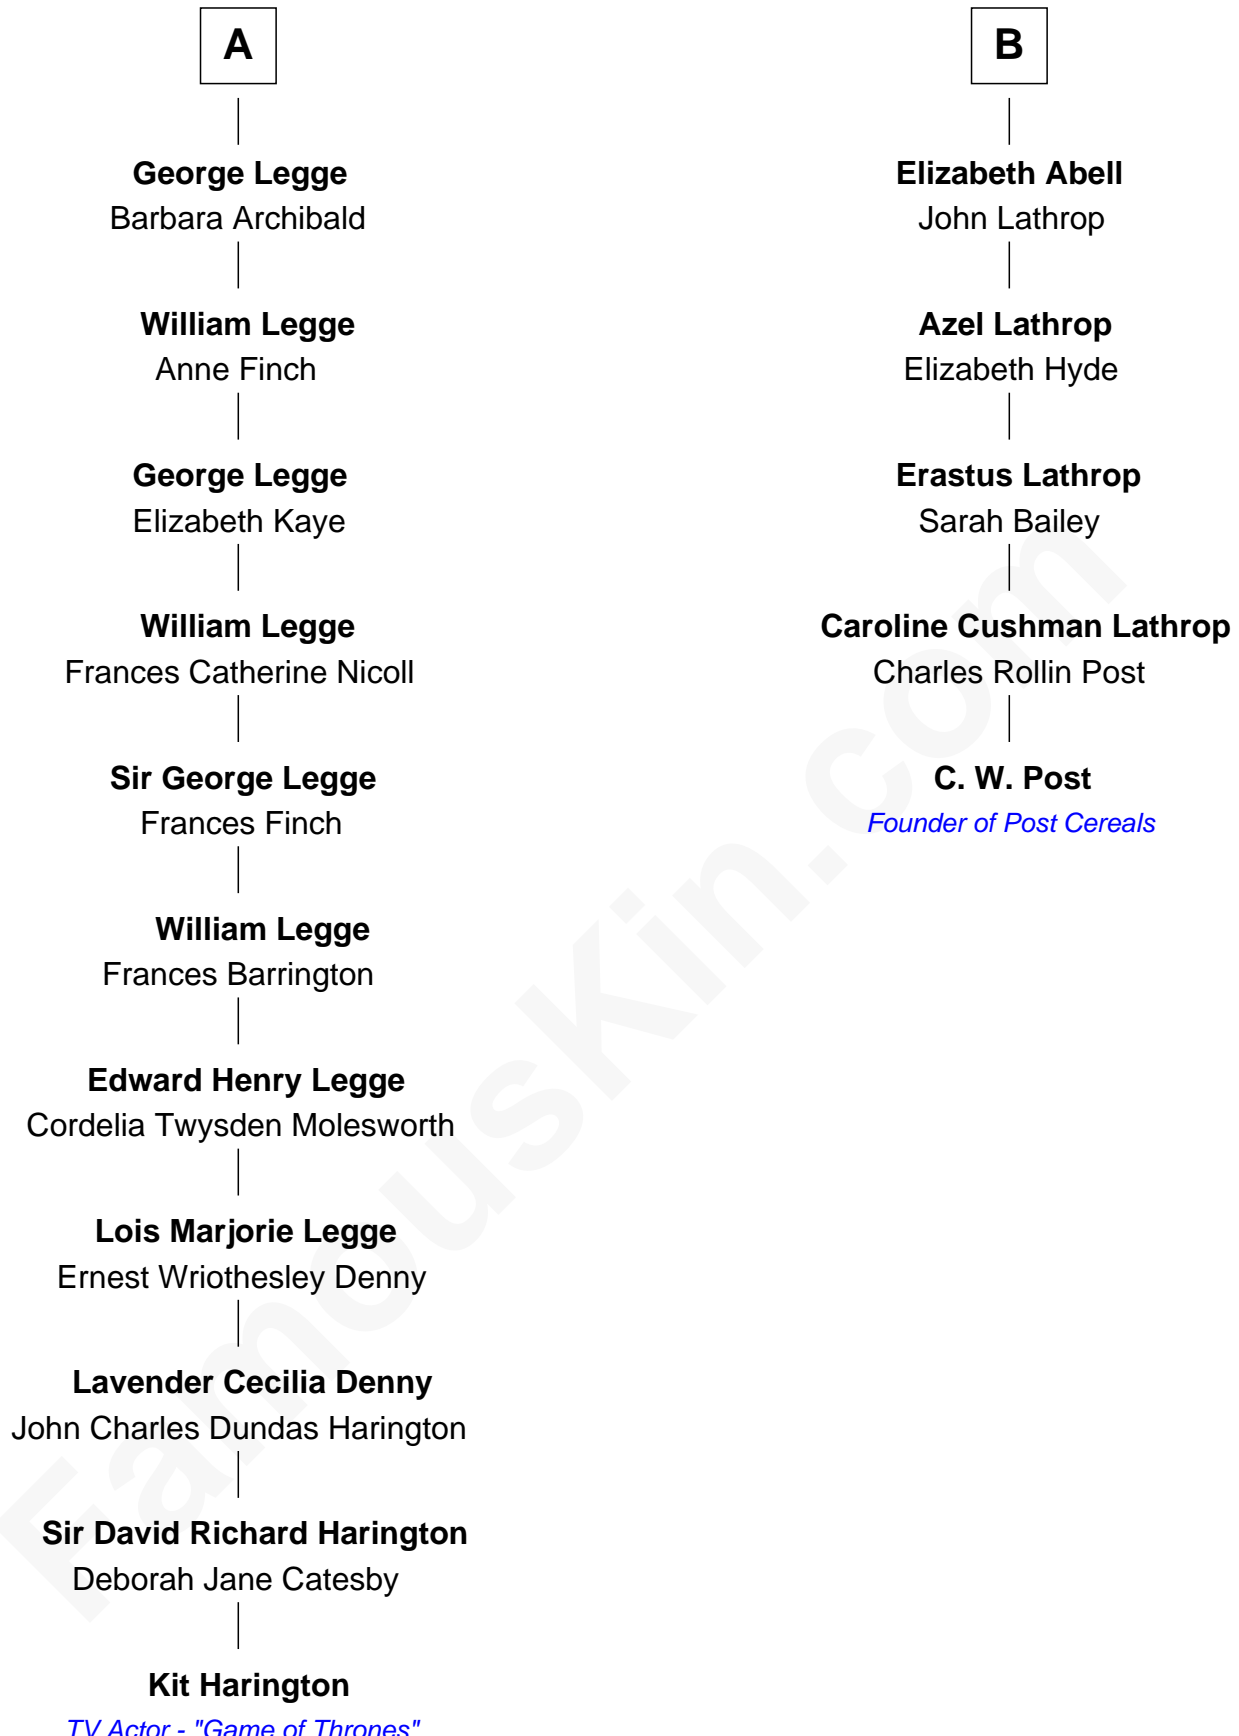 A
George Legge
Barbara Archibald
William Legge
Anne Finch
George Legge
Elizabeth Kaye
William Legge
Frances Catherine Nicoll
Sir George Legge
Frances Finch
William Legge
Frances Barrington
Edward Henry Legge
Cordelia Twysden Molesworth
Lois Marjorie Legge
Ernest Wriothesley Denny
Lavender Cecilia Denny
John Charles Dundas Harington
Sir David Richard Harington
Deborah Jane Catesby
Kit Harington
TV Actor - "Game of Thrones"
B
Elizabeth Abell
John Lathrop
Azel Lathrop
Elizabeth Hyde
Erastus Lathrop
Sarah Bailey
Caroline Cushman Lathrop
Charles Rollin Post
C. W. Post
Founder of Post Cereals
FamousKin.com